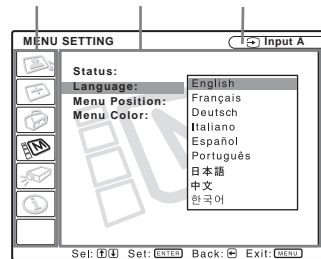 MENU SETTING
Input A
Status:
Language:
Menu Position:
Menu Color:
English
Français
Deutsch
Italiano
Español
Português
日本語
中文
한국어
Sel: Set: ENTER Back: Exit: MENU